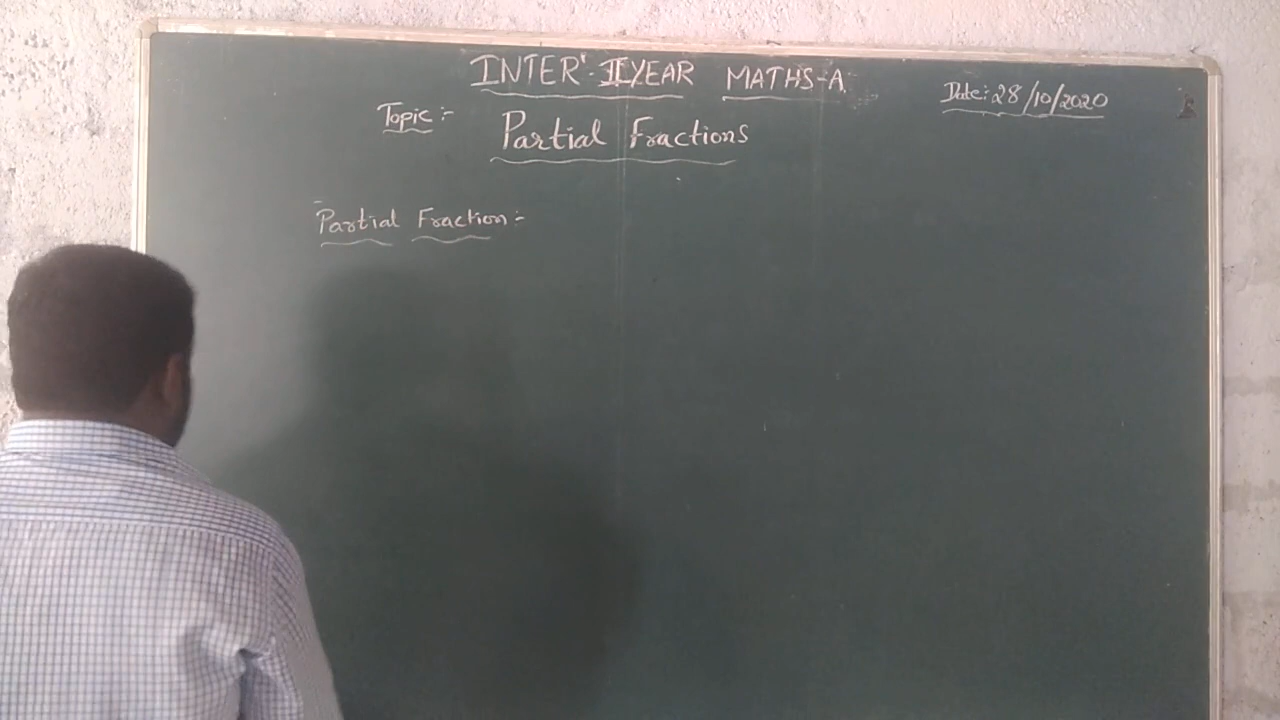 INTER' - II YEAR MATHS-A
Date: 28/10/2020
Topic :- Partial Fractions
Partial Fraction :-